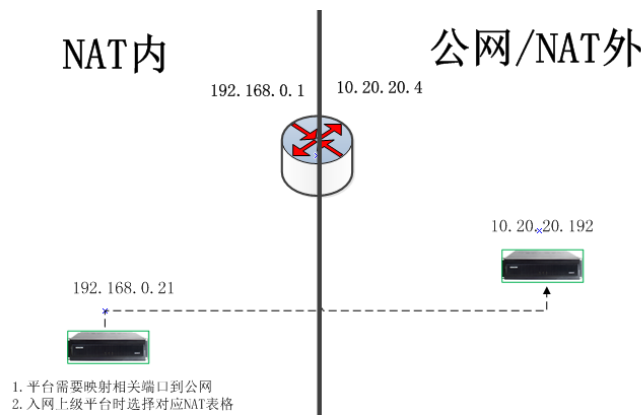 NAT内
公网/NAT外
192.168.0.1
10.20.20.4
10.20.20.192
192.168.0.21
1. 平台需要映射相关端口到公网
2. 入网上级平台时选择对应NAT表格